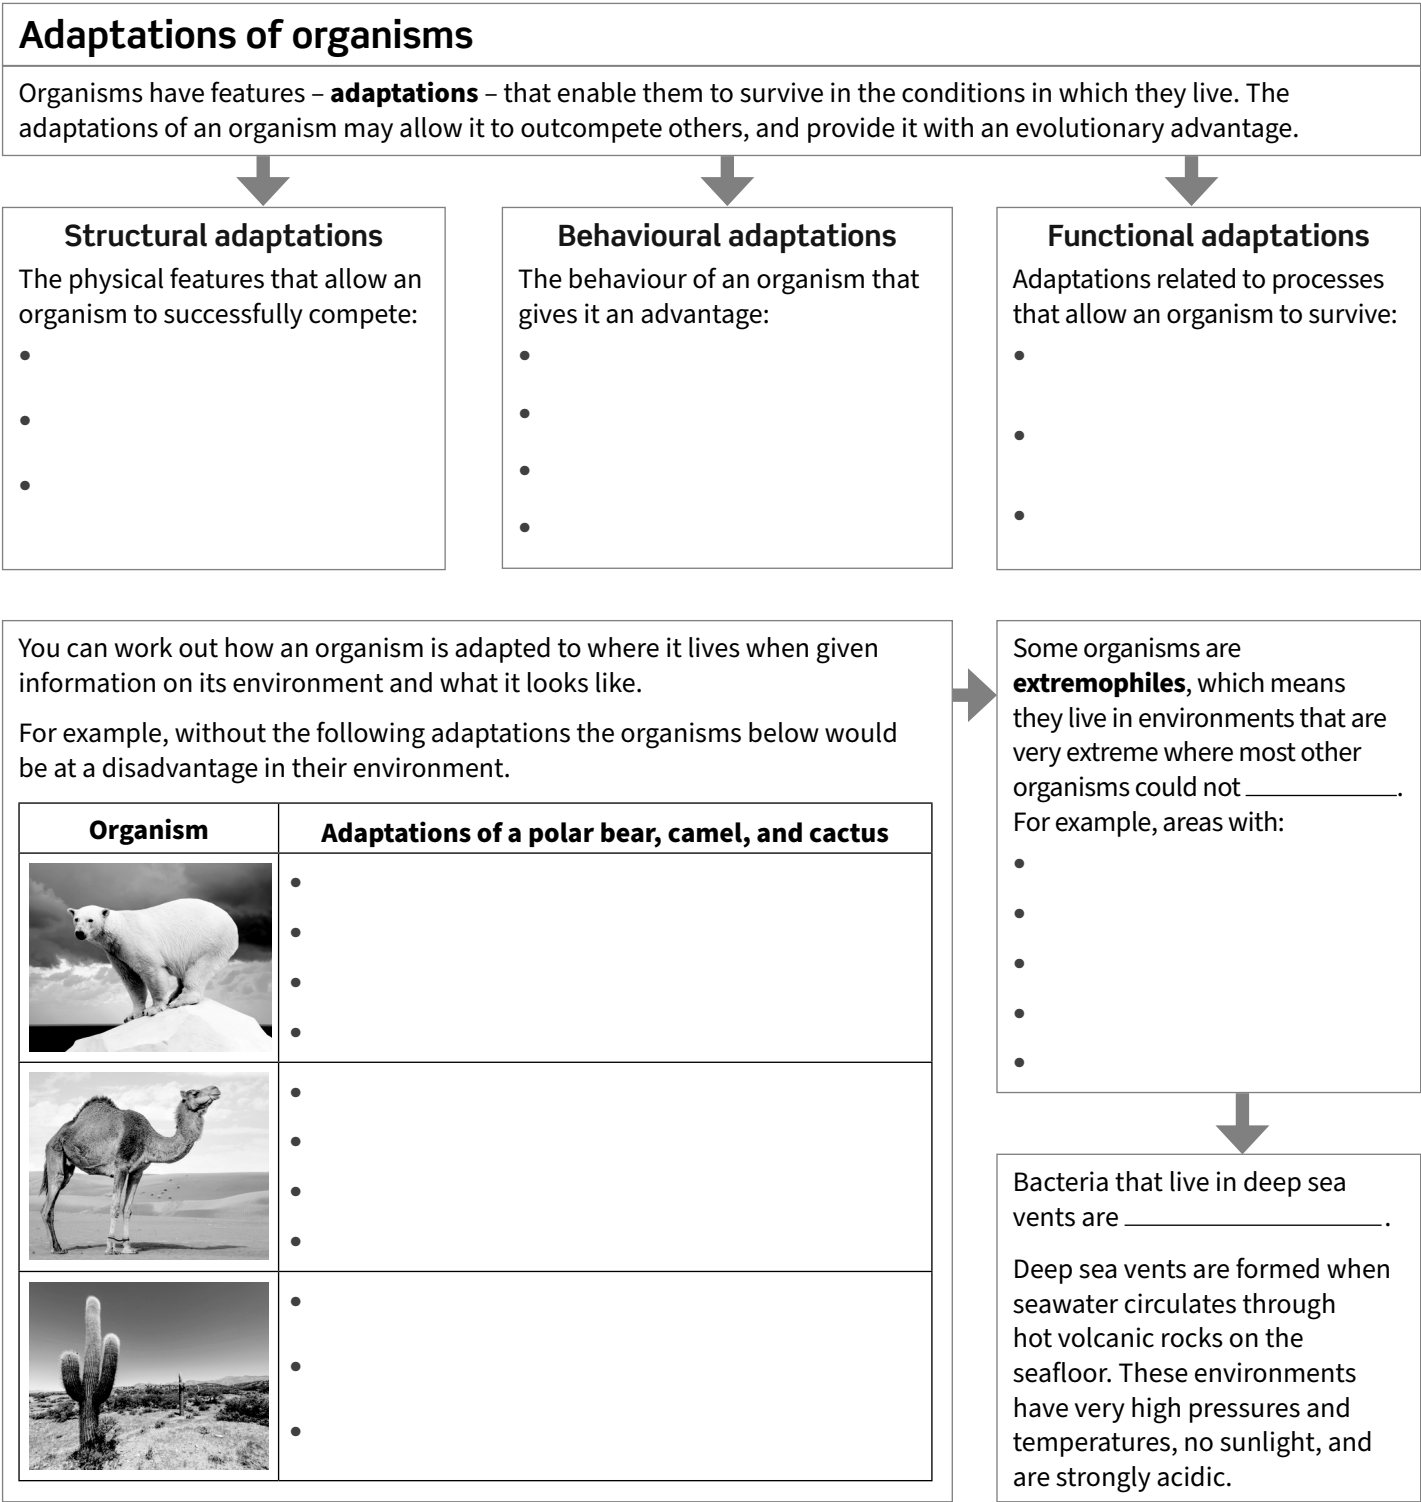 Adaptations of organisms
Organisms have features – adaptations – that enable them to survive in the conditions in which they live. The
adaptations of an organism may allow it to outcompete others, and provide it with an evolutionary advantage.
Structural adaptations
The physical features that allow an
organism to successfully compete:
•
•
•
Behavioural adaptations
The behaviour of an organism that
gives it an advantage:
•
•
•
•
Functional adaptations
Adaptations related to processes
that allow an organism to survive:
•
•
•
You can work out how an organism is adapted to where it lives when given
information on its environment and what it looks like.
For example, without the following adaptations the organisms below would
be at a disadvantage in their environment.
Organism
Adaptations of a polar bear, camel, and cactus
•
•
•
•
•
•
•
•
•
•
•
Some organisms are
extremophiles, which means
they live in environments that are
very extreme where most other
organisms could not ___________.
For example, areas with:
•
•
•
•
•
Bacteria that live in deep sea
vents are ___________________.
Deep sea vents are formed when
seawater circulates through
hot volcanic rocks on the
seafloor. These environments
have very high pressures and
temperatures, no sunlight, and
are strongly acidic.